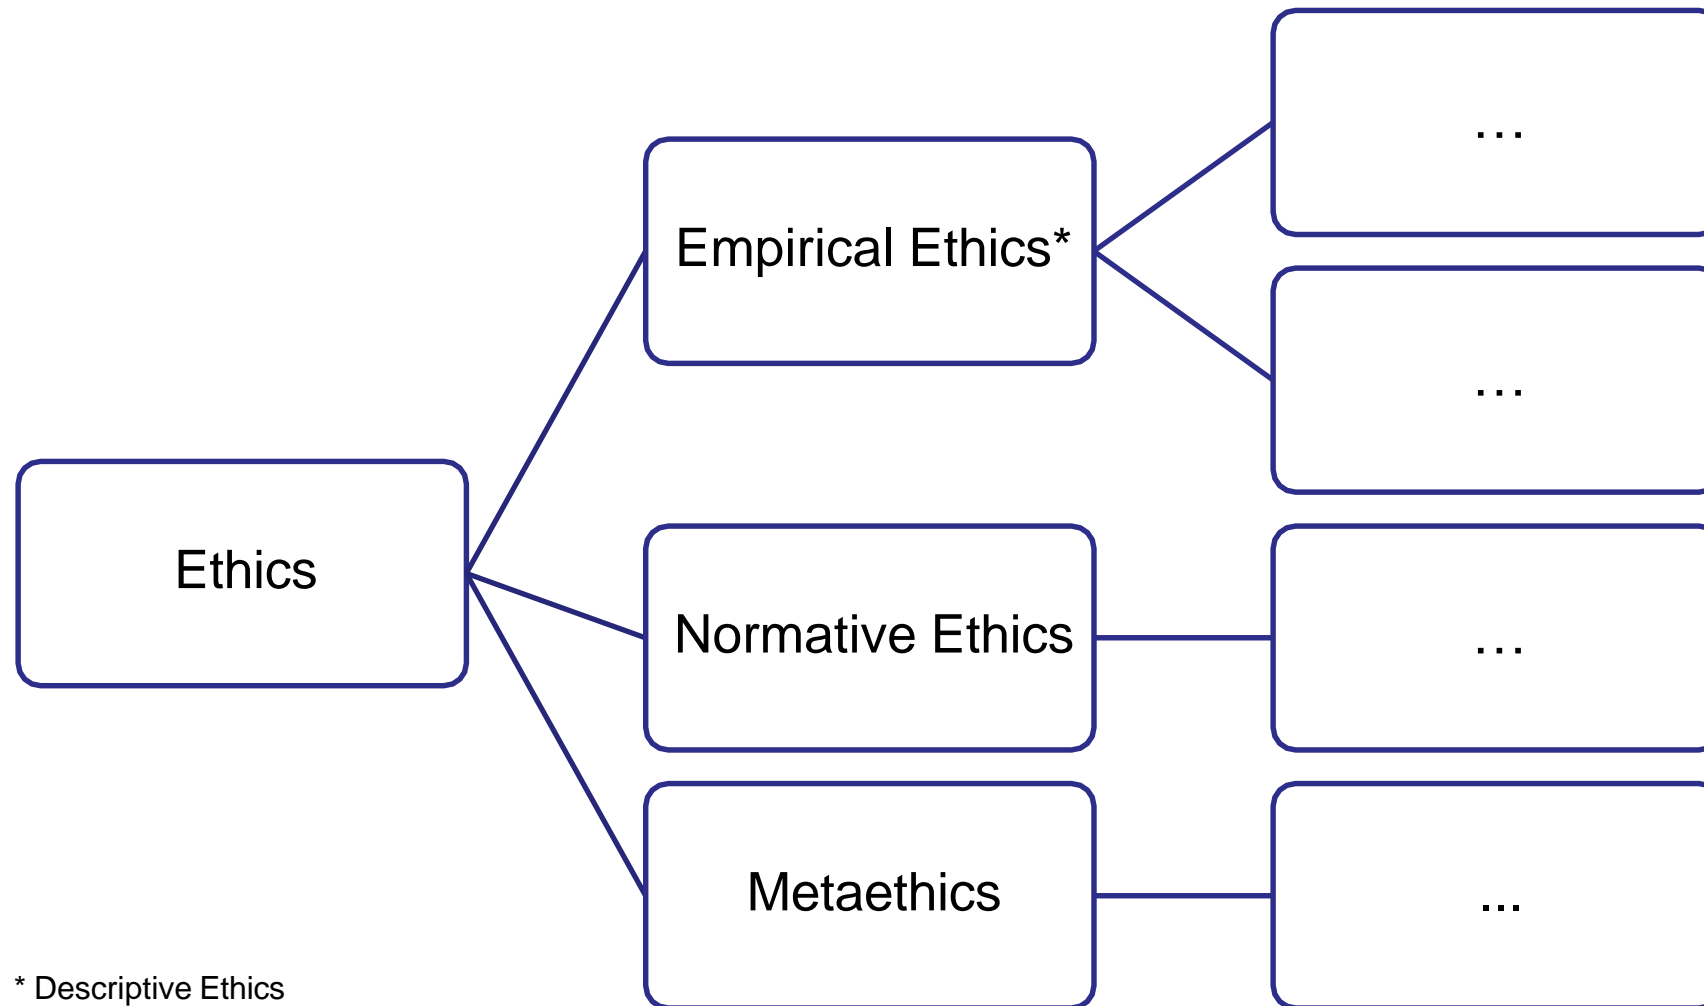 …
Empirical Ethics*
…
Ethics
Normative Ethics
…
Metaethics
...
* Descriptive Ethics